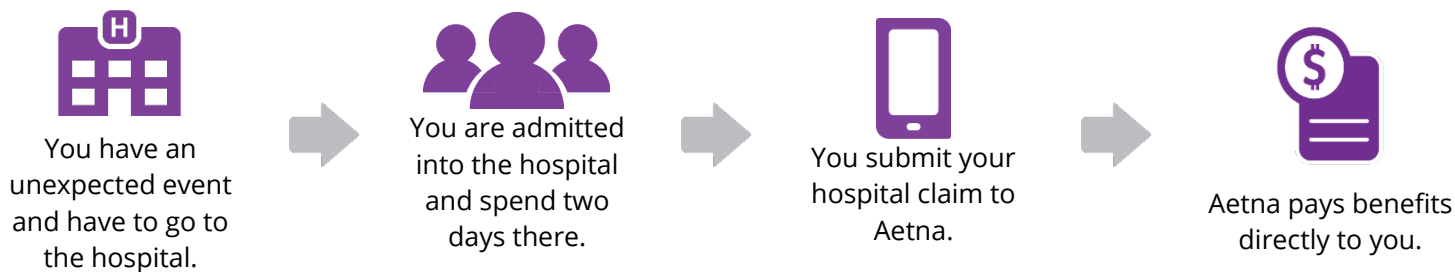 H
You have an
unexpected event
and have to go to
the hospital.
You are admitted
into the hospital
and spend two
days there.
You submit your
hospital claim to
Aetna.
$
Aetna pays benefits
directly to you.